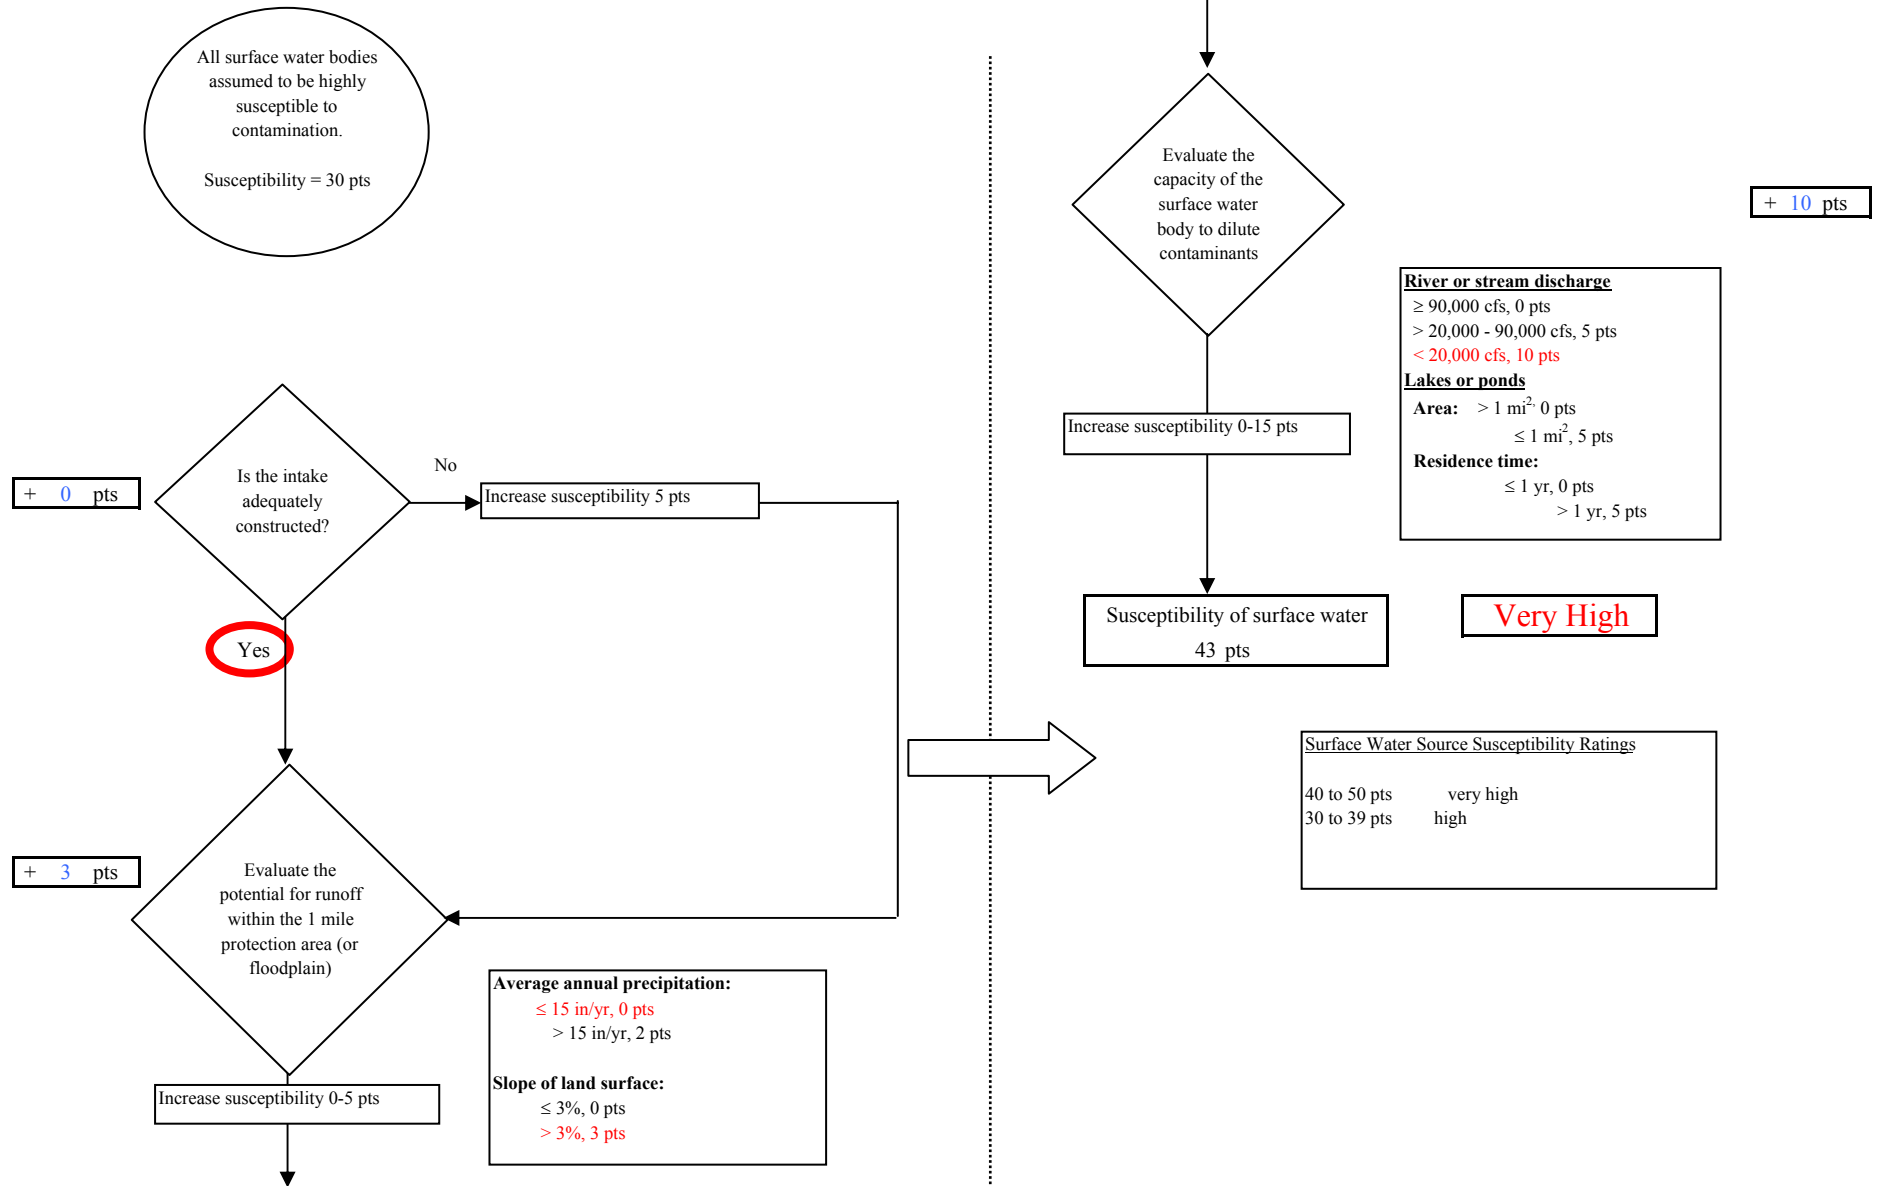 All surface water bodies
assumed to be highly
susceptible to
contamination.
Susceptibility = 30 pts
+ 0 pts
Is the intake
adequately
constructed?
No
Increase susceptibility 5 pts
Yes
+ 3 pts
Evaluate the
potential for runoff
within the 1 mile
protection area (or
floodplain)
Increase susceptibility 0-5 pts
Average annual precipitation:
≤ 15 in/yr, 0 pts
> 15 in/yr, 2 pts
Slope of land surface:
≤ 3%, 0 pts
> 3%, 3 pts
Evaluate the
capacity of the
surface water
body to dilute
contaminants
+ 10 pts
River or stream discharge
≥ 90,000 cfs, 0 pts
> 20,000 - 90,000 cfs, 5 pts
< 20,000 cfs, 10 pts
Lakes or ponds
Area: > 1 mi², 0 pts
≤ 1 mi², 5 pts
Residence time:
≤ 1 yr, 0 pts
> 1 yr, 5 pts
Increase susceptibility 0-15 pts
Susceptibility of surface water
43 pts
Very High
Surface Water Source Susceptibility Ratings
40 to 50 pts very high
30 to 39 pts high